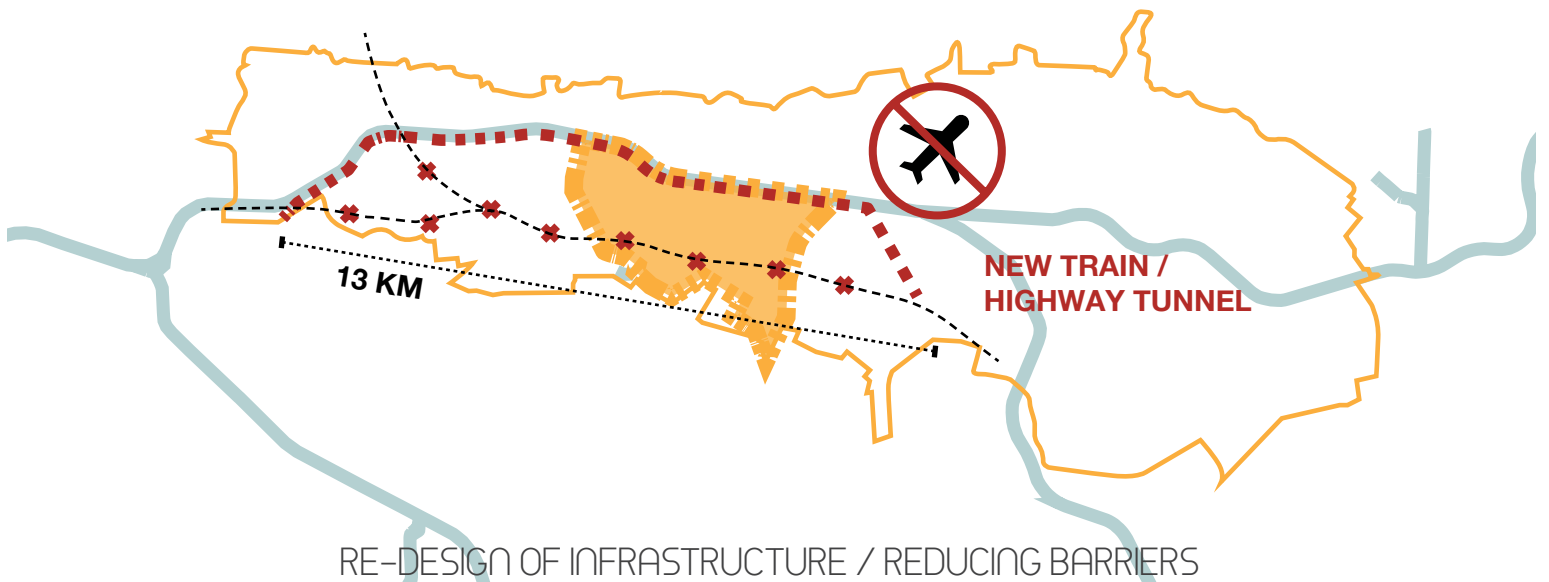 13 KM
NEW TRAIN /
HIGHWAY TUNNEL
RE-DESIGN OF INFRASTRUCTURE / REDUCING BARRIERS